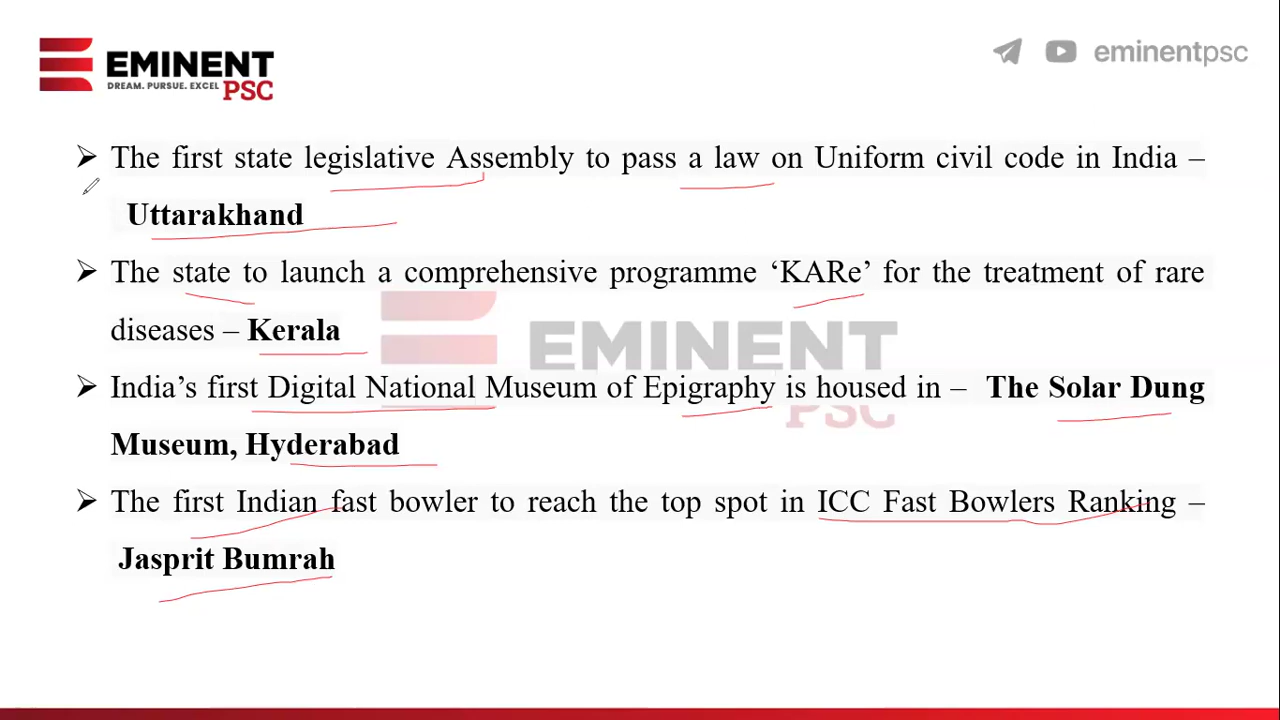 EMINENT
DREAM. PURSUE. EXCEL PSC
eminentpsc
➢ The first state legislative Assembly to pass a law on Uniform civil code in India –
Uttarakhand
➢ The state to launch a comprehensive programme ‘KARe’ for the treatment of rare
diseases – Kerala
➢ India’s first Digital National Museum of Epigraphy is housed in – The Solar Dung
Museum, Hyderabad
➢ The first Indian fast bowler to reach the top spot in ICC Fast Bowlers Ranking –
Jasprit Bumrah
EMINENT
PSC